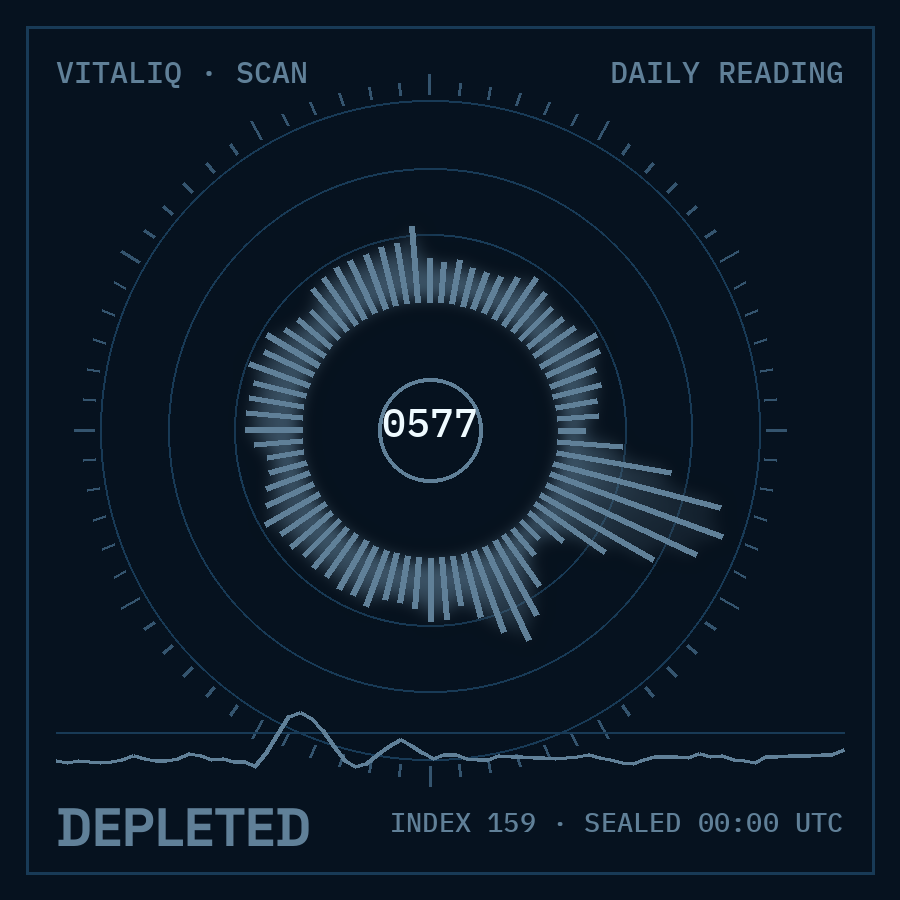 VITALIQ · SCAN
DAILY READING
0577
DEPLETED
INDEX 159 · SEALED 00:00 UTC